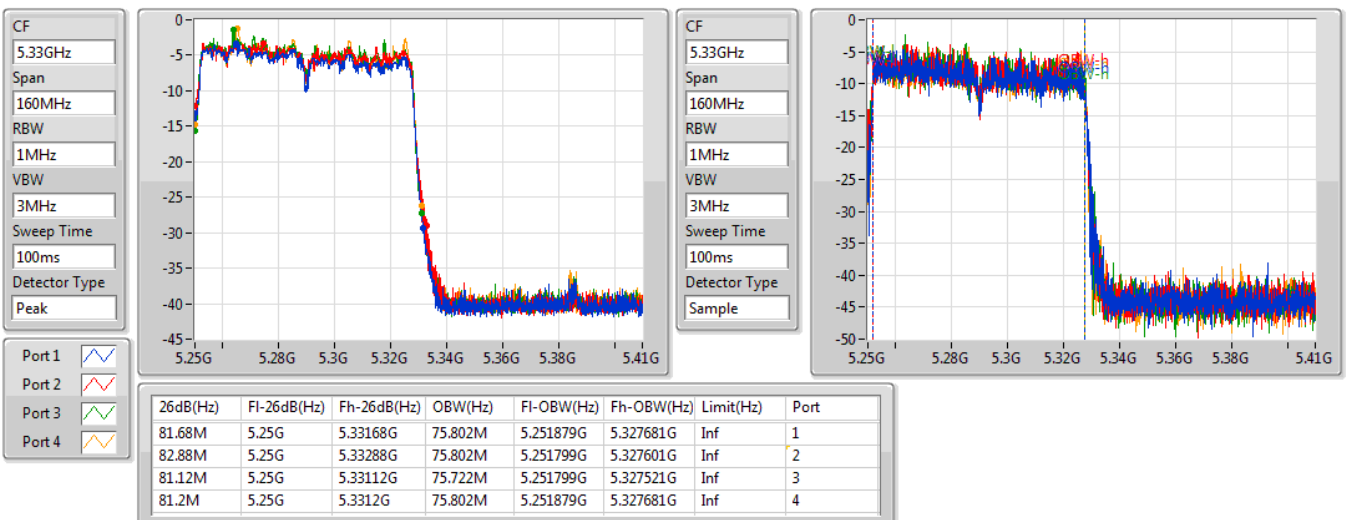 CF
5.33GHz
Span
160MHz
RBW
1MHz
VBW
3MHz
Sweep Time
100ms
Detector Type
Peak
0
-5
-10
-15
-20
-25
-30
-35
-40
-45
5.25G 5.28G 5.3G 5.32G 5.34G 5.36G 5.38G 5.41G
CF
5.33GHz
Span
160MHz
RBW
1MHz
VBW
3MHz
Sweep Time
100ms
Detector Type
Sample
0
-5
-10
-15
-20
-25
-30
-35
-40
-45
-50
OBW-h
5.25G 5.28G 5.3G 5.32G 5.34G 5.36G 5.38G 5.41G
Port 1
Port 2
Port 3
Port 4
26dB(Hz) Fl-26dB(Hz) Fh-26dB(Hz) OBW(Hz) Fl-OBW(Hz) Fh-OBW(Hz) Limit(Hz) Port
81.68M 5.25G 5.33168G 75.802M 5.251879G 5.327681G Inf 1
82.88M 5.25G 5.33288G 75.802M 5.251799G 5.327601G Inf 2
81.12M 5.25G 5.33112G 75.722M 5.251799G 5.327521G Inf 3
81.2M 5.25G 5.3312G 75.802M 5.251879G 5.327681G Inf 4